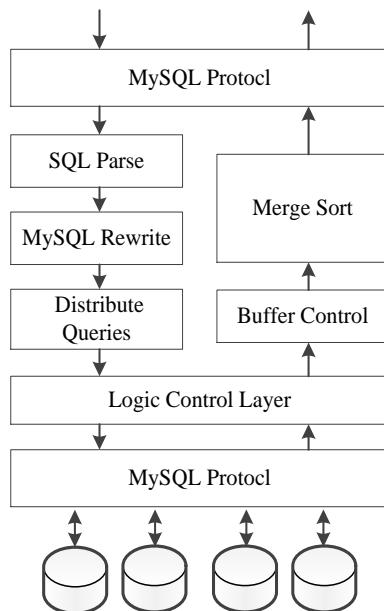 MySQL Protocl
SQL Parse
MySQL Rewrite
Distribute
Queries
Merge Sort
Buffer Control
Logic Control Layer
MySQL Protocl